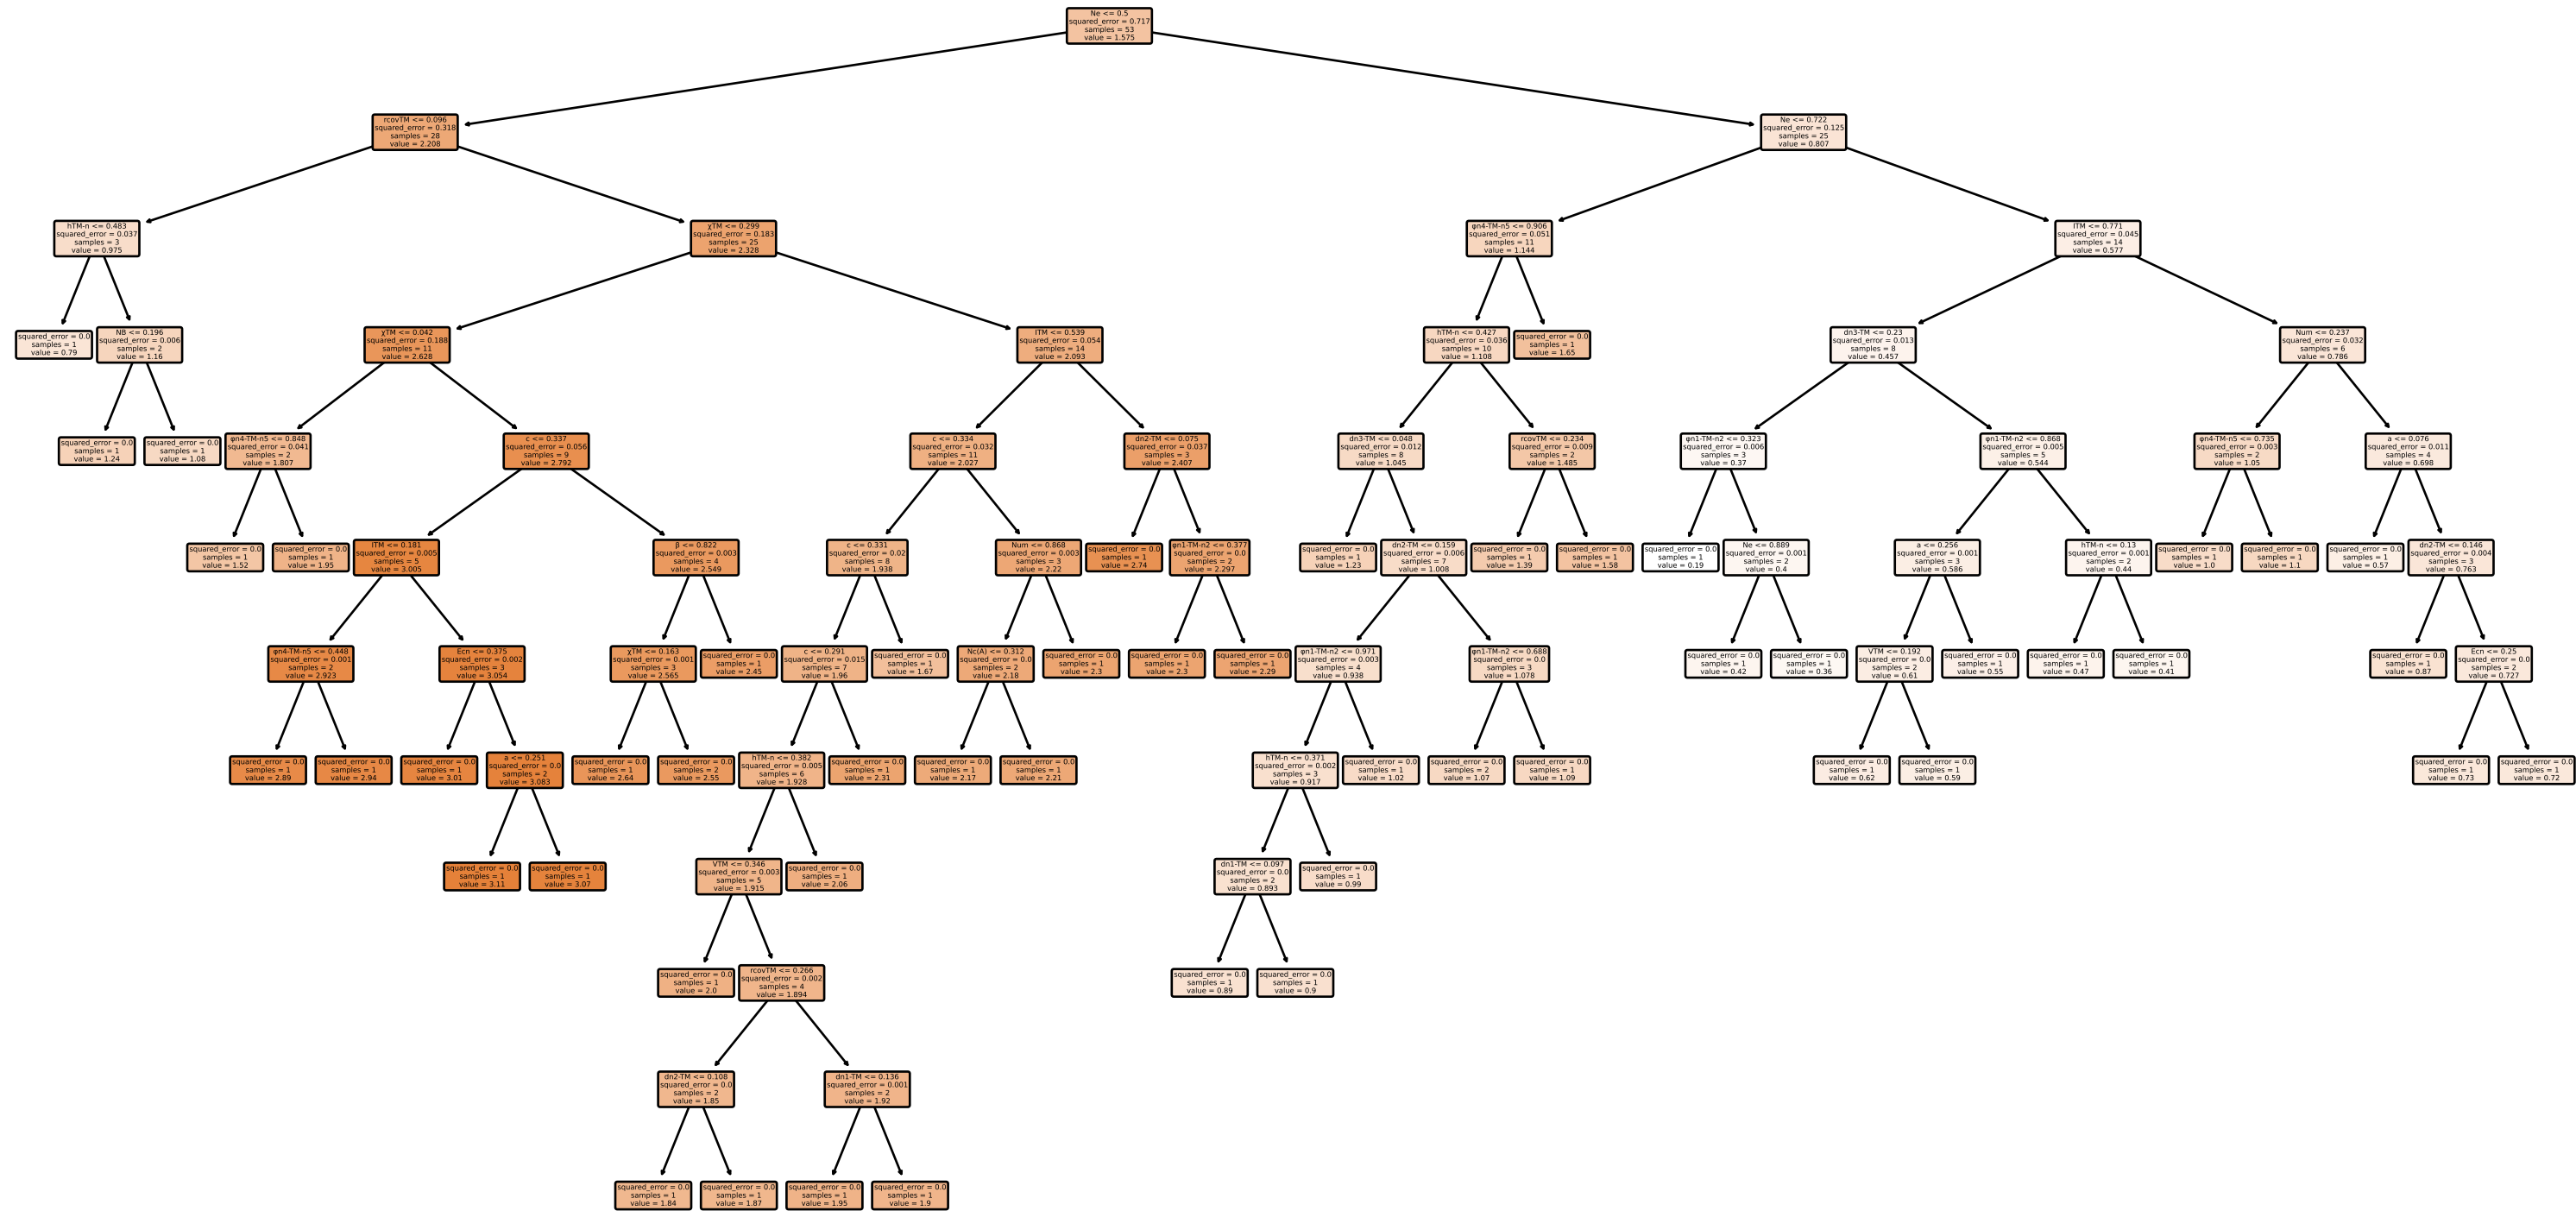 Ne <= 0.5
squared_error = 0.717
samples = 53
value = 1.575
rcovTM <= 0.096
squared_error = 0.318
samples = 28
value = 2.208
Ne <= 0.722
squared_error = 0.125
samples = 25
value = 0.807
hTM-n <= 0.483
squared_error = 0.037
samples = 3
value = 0.975
χTM <= 0.299
squared_error = 0.183
samples = 25
value = 2.328
φn4-TM-n5 <= 0.906
squared_error = 0.051
samples = 11
value = 1.144
lTM <= 0.771
squared_error = 0.045
samples = 14
value = 0.577
squared_error = 0.0
samples = 1
value = 0.79
NB <= 0.196
squared_error = 0.006
samples = 2
value = 1.16
χTM <= 0.042
squared_error = 0.188
samples = 11
value = 2.628
lTM <= 0.539
squared_error = 0.054
samples = 14
value = 2.093
hTM-n <= 0.427
squared_error = 0.036
samples = 10
value = 1.108
squared_error = 0.0
samples = 1
value = 1.65
dn3-TM <= 0.23
squared_error = 0.013
samples = 8
value = 0.457
Num <= 0.237
squared_error = 0.032
samples = 6
value = 0.786
squared_error = 0.0
samples = 1
value = 1.24
squared_error = 0.0
samples = 1
value = 1.08
φn4-TM-n5 <= 0.848
squared_error = 0.041
samples = 2
value = 1.807
c <= 0.337
squared_error = 0.056
samples = 9
value = 2.792
c <= 0.334
squared_error = 0.032
samples = 11
value = 2.027
dn2-TM <= 0.075
squared_error = 0.037
samples = 3
value = 2.407
dn3-TM <= 0.048
squared_error = 0.012
samples = 8
value = 1.045
rcovTM <= 0.234
squared_error = 0.009
samples = 2
value = 1.485
φn1-TM-n2 <= 0.323
squared_error = 0.006
samples = 3
value = 0.37
φn1-TM-n2 <= 0.868
squared_error = 0.005
samples = 5
value = 0.544
φn4-TM-n5 <= 0.735
squared_error = 0.003
samples = 2
value = 1.05
a <= 0.076
squared_error = 0.011
samples = 4
value = 0.698
squared_error = 0.0
samples = 1
value = 1.52
squared_error = 0.0
samples = 1
value = 1.95
lTM <= 0.181
squared_error = 0.005
samples = 5
value = 3.005
β <= 0.822
squared_error = 0.003
samples = 4
value = 2.549
c <= 0.331
squared_error = 0.02
samples = 8
value = 1.938
Num <= 0.868
squared_error = 0.003
samples = 3
value = 2.22
squared_error = 0.0
samples = 1
value = 2.74
φn1-TM-n2 <= 0.377
squared_error = 0.0
samples = 2
value = 2.297
squared_error = 0.0
samples = 1
value = 1.23
dn2-TM <= 0.159
squared_error = 0.006
samples = 7
value = 1.008
squared_error = 0.0
samples = 1
value = 1.39
squared_error = 0.0
samples = 1
value = 1.58
squared_error = 0.0
samples = 1
value = 0.19
Ne <= 0.889
squared_error = 0.001
samples = 2
value = 0.4
a <= 0.256
squared_error = 0.001
samples = 3
value = 0.586
hTM-n <= 0.13
squared_error = 0.001
samples = 2
value = 0.44
squared_error = 0.0
samples = 1
value = 1.0
squared_error = 0.0
samples = 1
value = 1.1
squared_error = 0.0
samples = 1
value = 0.57
dn2-TM <= 0.146
squared_error = 0.004
samples = 3
value = 0.763
φn4-TM-n5 <= 0.448
squared_error = 0.001
samples = 2
value = 2.923
Ecn <= 0.375
squared_error = 0.002
samples = 3
value = 3.054
χTM <= 0.163
squared_error = 0.001
samples = 3
value = 2.565
squared_error = 0.0
samples = 1
value = 2.45
c <= 0.291
squared_error = 0.015
samples = 7
value = 1.96
squared_error = 0.0
samples = 1
value = 1.67
Nc(A) <= 0.312
squared_error = 0.0
samples = 2
value = 2.18
squared_error = 0.0
samples = 1
value = 2.3
squared_error = 0.0
samples = 1
value = 2.3
squared_error = 0.0
samples = 1
value = 2.29
φn1-TM-n2 <= 0.971
squared_error = 0.003
samples = 4
value = 0.938
φn1-TM-n2 <= 0.688
squared_error = 0.0
samples = 3
value = 1.078
squared_error = 0.0
samples = 1
value = 0.42
squared_error = 0.0
samples = 1
value = 0.36
VTM <= 0.192
squared_error = 0.0
samples = 2
value = 0.61
squared_error = 0.0
samples = 1
value = 0.55
squared_error = 0.0
samples = 1
value = 0.47
squared_error = 0.0
samples = 1
value = 0.41
squared_error = 0.0
samples = 1
value = 0.87
Ecn <= 0.25
squared_error = 0.0
samples = 2
value = 0.727
squared_error = 0.0
samples = 1
value = 2.89
squared_error = 0.0
samples = 1
value = 2.94
squared_error = 0.0
samples = 1
value = 3.01
a <= 0.251
squared_error = 0.0
samples = 2
value = 3.083
squared_error = 0.0
samples = 1
value = 2.64
squared_error = 0.0
samples = 2
value = 2.55
hTM-n <= 0.382
squared_error = 0.005
samples = 6
value = 1.928
squared_error = 0.0
samples = 1
value = 2.31
squared_error = 0.0
samples = 1
value = 2.17
squared_error = 0.0
samples = 1
value = 2.21
hTM-n <= 0.371
squared_error = 0.002
samples = 3
value = 0.917
squared_error = 0.0
samples = 1
value = 1.02
squared_error = 0.0
samples = 2
value = 1.07
squared_error = 0.0
samples = 1
value = 1.09
squared_error = 0.0
samples = 1
value = 0.62
squared_error = 0.0
samples = 1
value = 0.59
squared_error = 0.0
samples = 1
value = 0.73
squared_error = 0.0
samples = 1
value = 0.72
squared_error = 0.0
samples = 1
value = 3.11
squared_error = 0.0
samples = 1
value = 3.07
VTM <= 0.346
squared_error = 0.003
samples = 5
value = 1.915
squared_error = 0.0
samples = 1
value = 2.06
dn1-TM <= 0.097
squared_error = 0.0
samples = 2
value = 0.893
squared_error = 0.0
samples = 1
value = 0.99
squared_error = 0.0
samples = 1
value = 2.0
rcovTM <= 0.266
squared_error = 0.002
samples = 4
value = 1.894
squared_error = 0.0
samples = 1
value = 0.89
squared_error = 0.0
samples = 1
value = 0.9
dn2-TM <= 0.108
squared_error = 0.0
samples = 2
value = 1.85
dn1-TM <= 0.136
squared_error = 0.001
samples = 2
value = 1.92
squared_error = 0.0
samples = 1
value = 1.84
squared_error = 0.0
samples = 1
value = 1.87
squared_error = 0.0
samples = 1
value = 1.95
squared_error = 0.0
samples = 1
value = 1.9